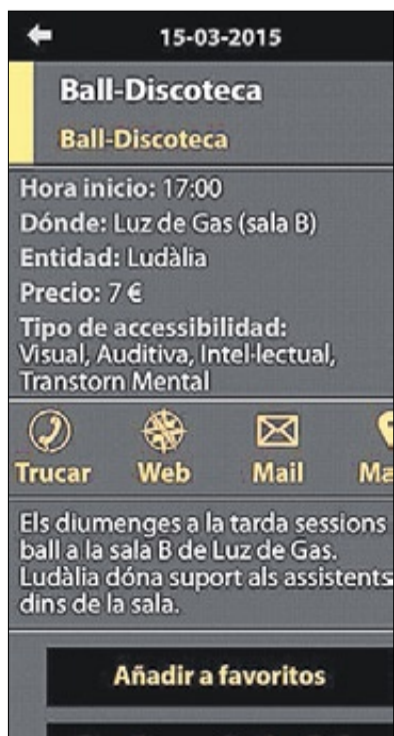 15-03-2015
Ball-Discoteca
Ball-Discoteca
Hora inicio: 17:00
Dónde: Luz de Gas (sala B)
Entidad: Ludàlia
Precio: 7 €
Tipo de accessibilidad:
Visual, Auditiva, Intel·lectual,
Transtorn Mental
Trucar Web Mail Ma
Els diumenges a la tarda sessions
ball a la sala B de Luz de Gas.
Ludàlia dóna suport als assistents
dins de la sala.
Añadir a favoritos